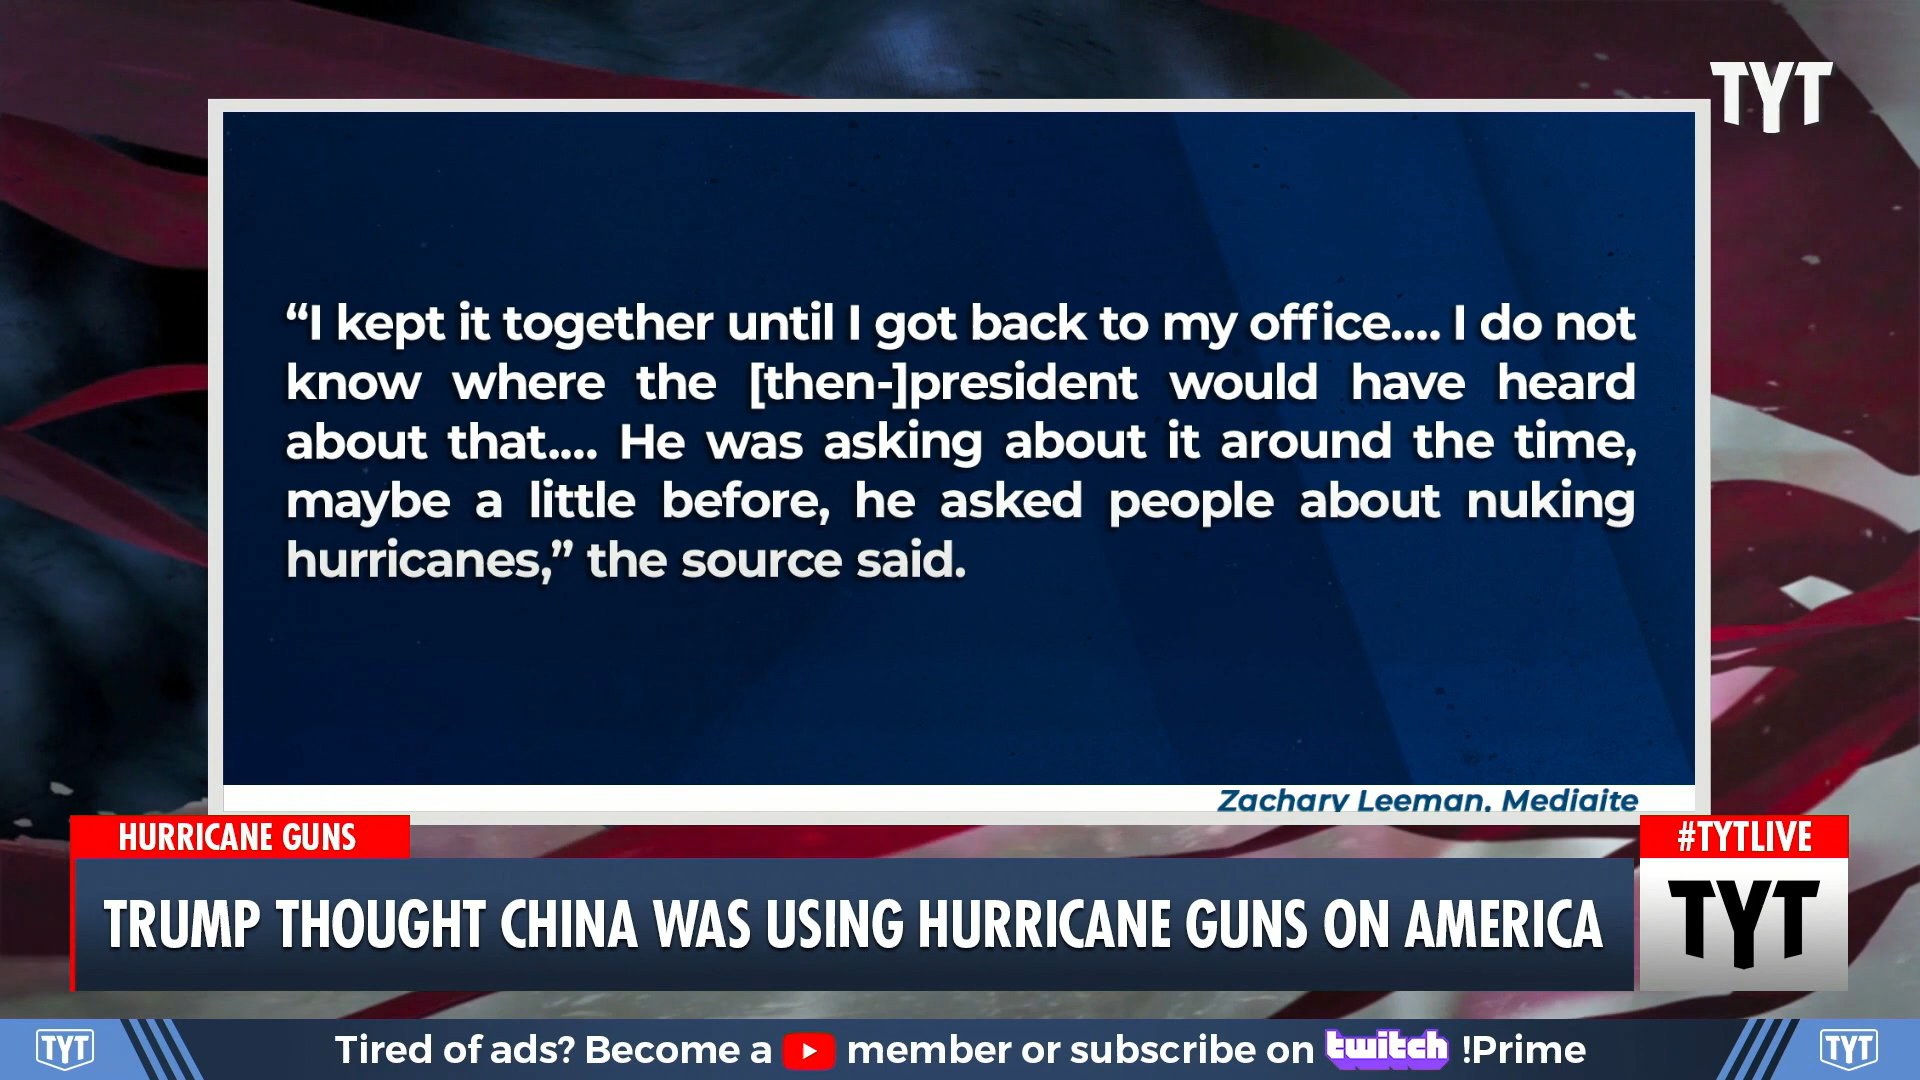 TYT
“I kept it together until I got back to my office.... I do not
know where the [then-]president would have heard
about that.... He was asking about it around the time,
maybe a little before, he asked people about nuking
hurricanes,” the source said.
Zachary Leeman, Mediaite
HURRICANE GUNS
#TYTLIVE
TRUMP THOUGHT CHINA WAS USING HURRICANE GUNS ON AMERICA
TYT
TYT
Tired of ads? Become a member or subscribe on twitch !Prime
TYT